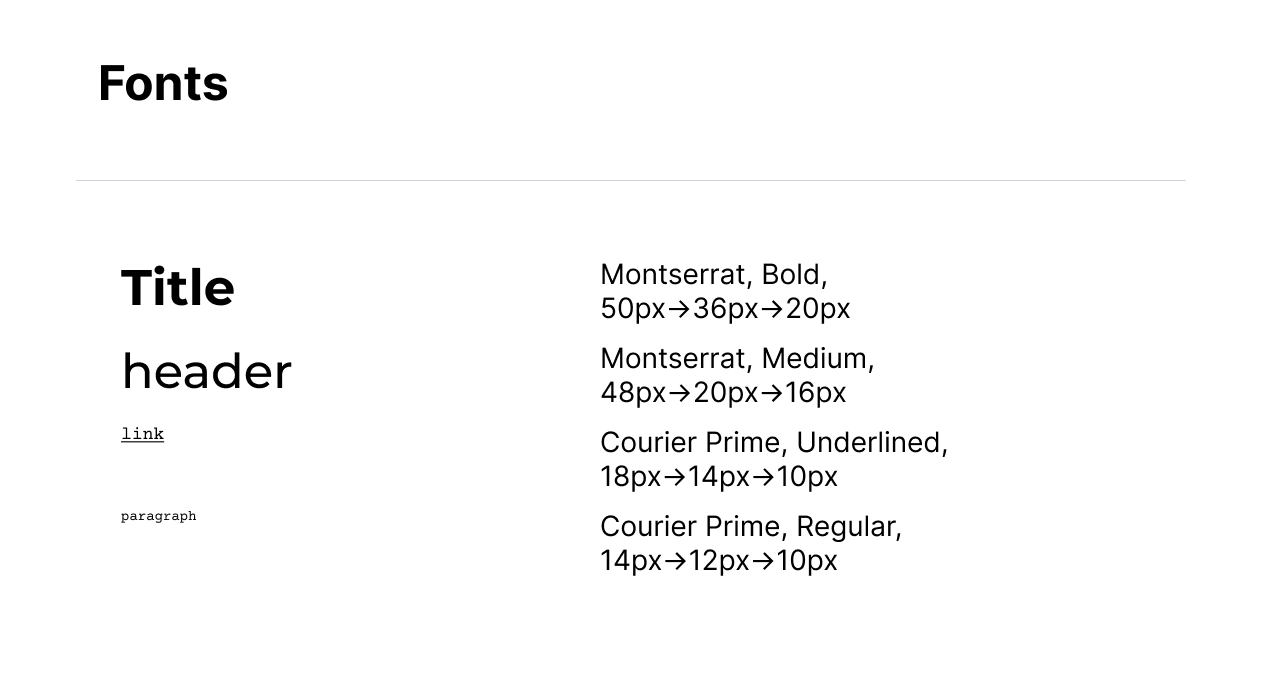 Fonts
Title
Montserrat, Bold,
50px→36px→20px
header
Montserrat, Medium,
48px→20px→16px
link
Courier Prime, Underlined,
18px→14px→10px
paragraph
Courier Prime, Regular,
14px→12px→10px